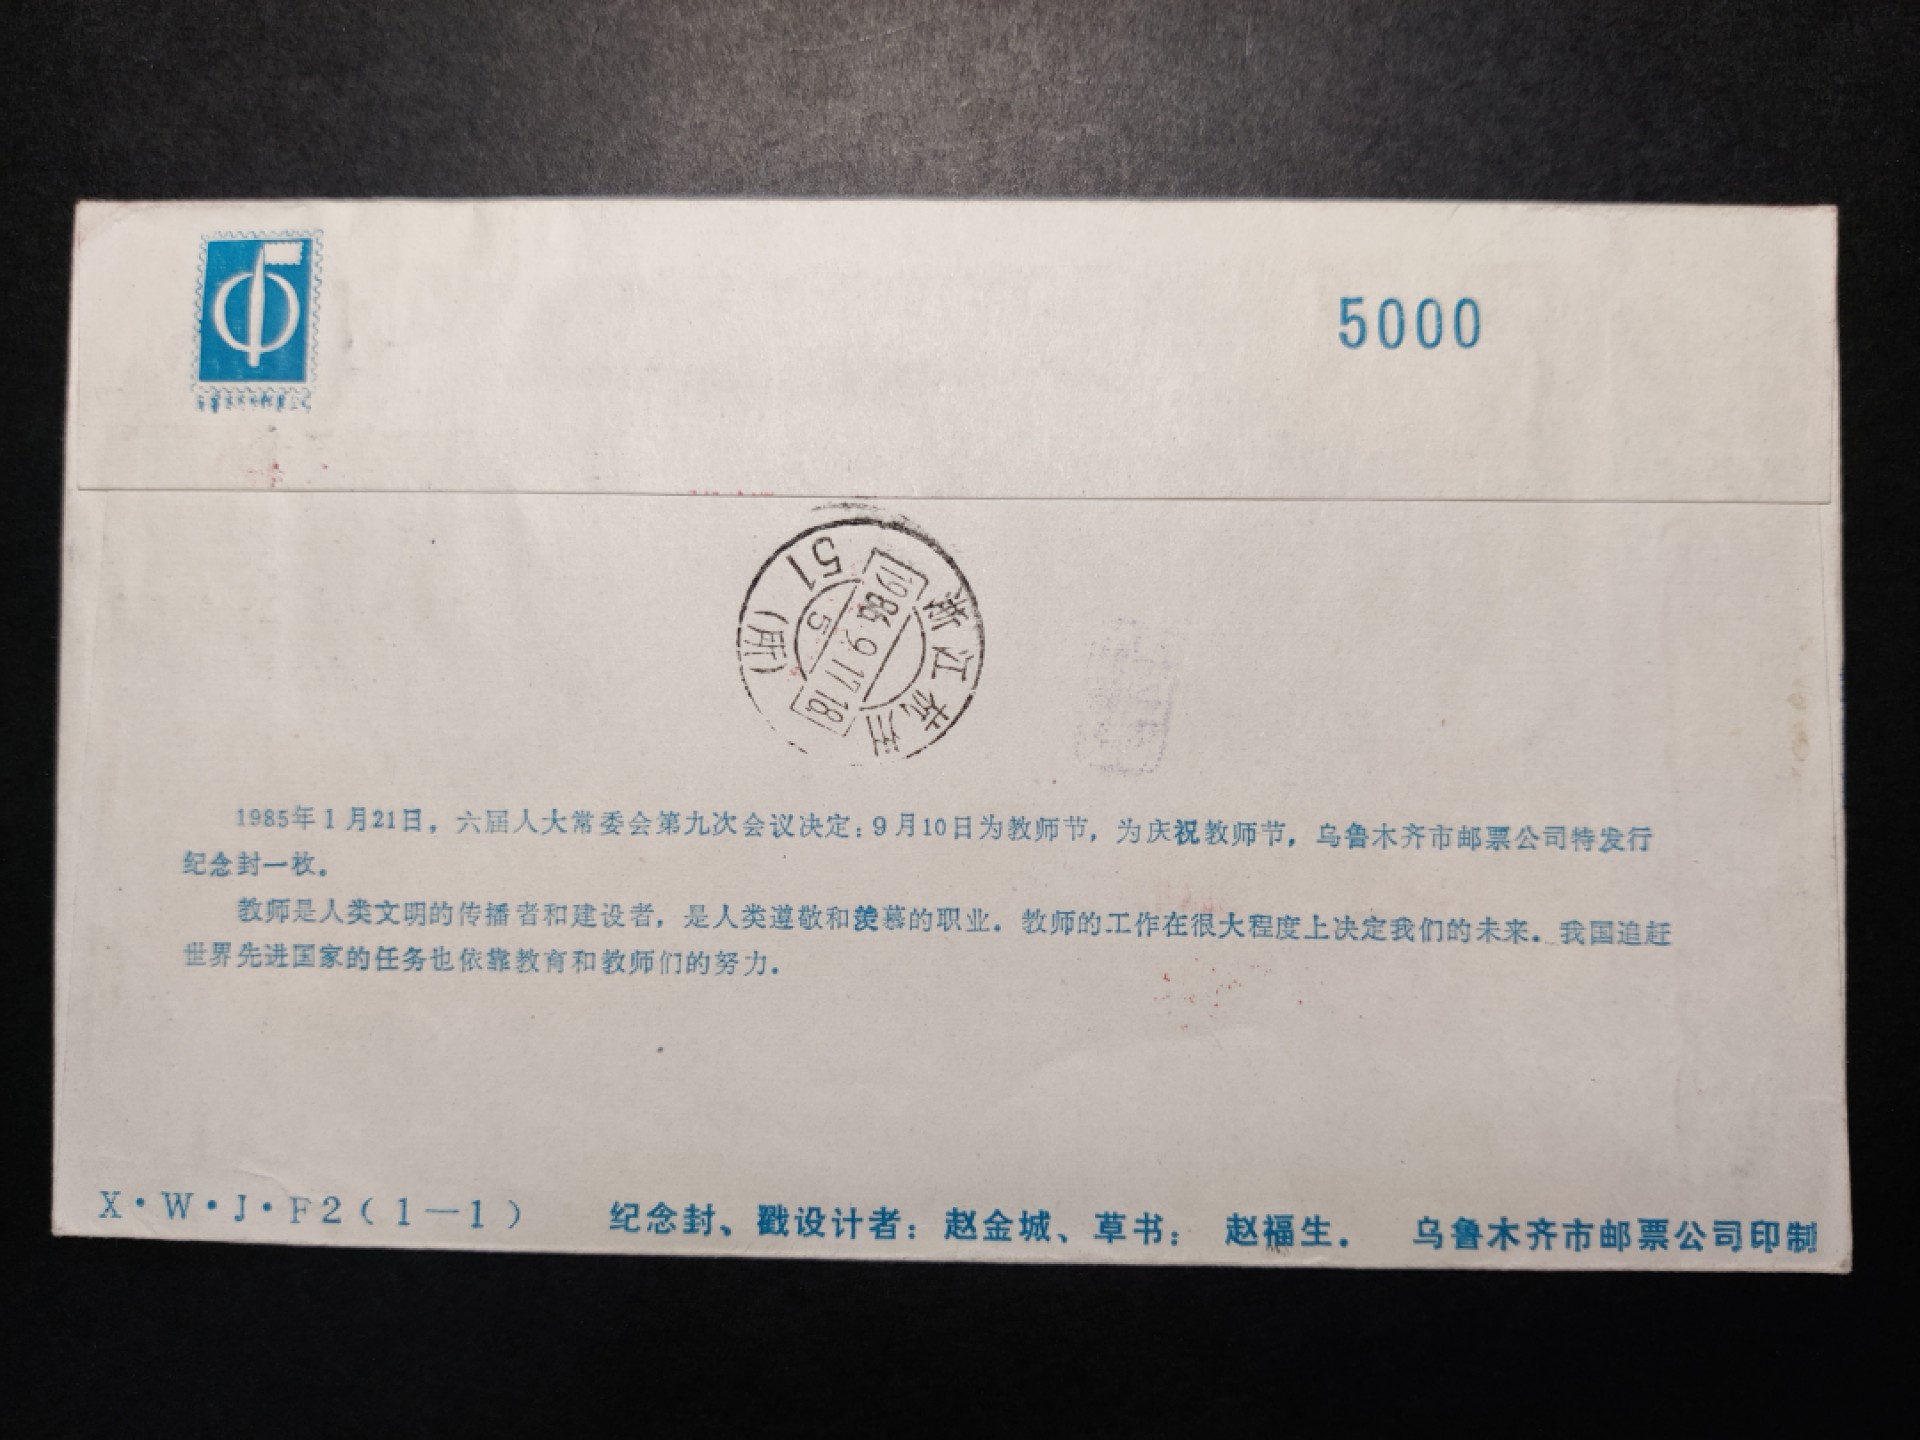 5000
51
(所)
浙江杭州
1986.9.17.18
5
1985年1月21日，六届人大常委会第九次会议决定：9月10日为教师节，为庆祝教师节，乌鲁木齐市邮票公司特发行
纪念封一枚。
教师是人类文明的传播者和建设者，是人类遵敬和羡慕的职业。教师的工作在很大程度上决定我们的未来。我国追赶
世界先进国家的任务也依靠教育和教师们的努力。
X·W·J·F2(1—1)
纪念封、戳设计者：赵金城、草书：赵福生． 乌鲁木齐市邮票公司印制